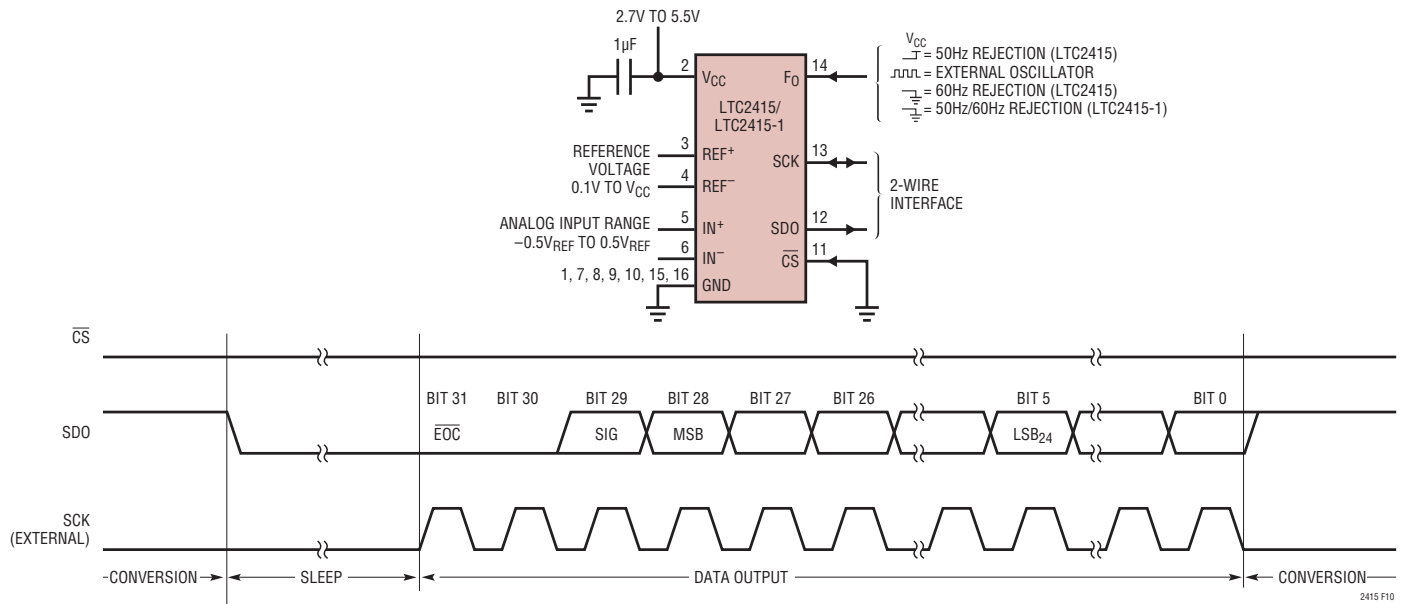 2.7V TO 5.5V
1µF
VCC
= 50Hz REJECTION (LTC2415)
= EXTERNAL OSCILLATOR
= 60Hz REJECTION (LTC2415)
= 50Hz/60Hz REJECTION (LTC2415-1)
2
VCC
FO
14
LTC2415/
LTC2415-1
REFERENCE
VOLTAGE
0.1V TO VCC
3
REF+
4
REF–
SCK
13
2-WIRE
INTERFACE
ANALOG INPUT RANGE
–0.5VREF TO 0.5VREF
5
IN+
6
IN–
SDO
12
CS
11
1, 7, 8, 9, 10, 15, 16
GND
CS
BIT 31
BIT 30
BIT 29
BIT 28
BIT 27
BIT 26
BIT 5
BIT 0
SDO
EOC
SIG
MSB
LSB24
SCK
(EXTERNAL)
CONVERSION
SLEEP
DATA OUTPUT
CONVERSION
2415 F10